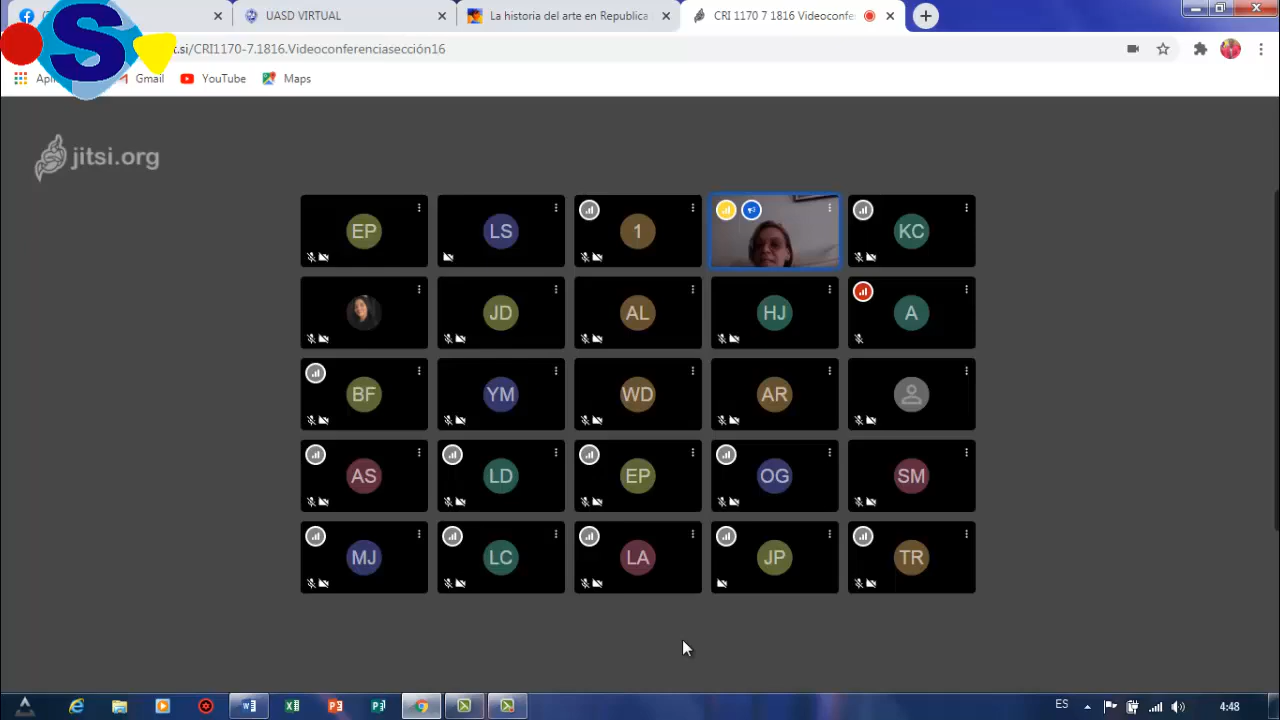 UASD VIRTUAL
La historia del arte en Republica
CRI 1170 7 1816 Videoconfe
S
t.si/CRI1170-7.1816.Videoconferenciasección16
Apli
Gmail
YouTube
Maps
jitsi.org
EP
LS
1
KC
JD
AL
HJ
A
BF
YM
WD
AR
AS
LD
EP
OG
SM
MJ
LC
LA
JP
TR
ES
4:48